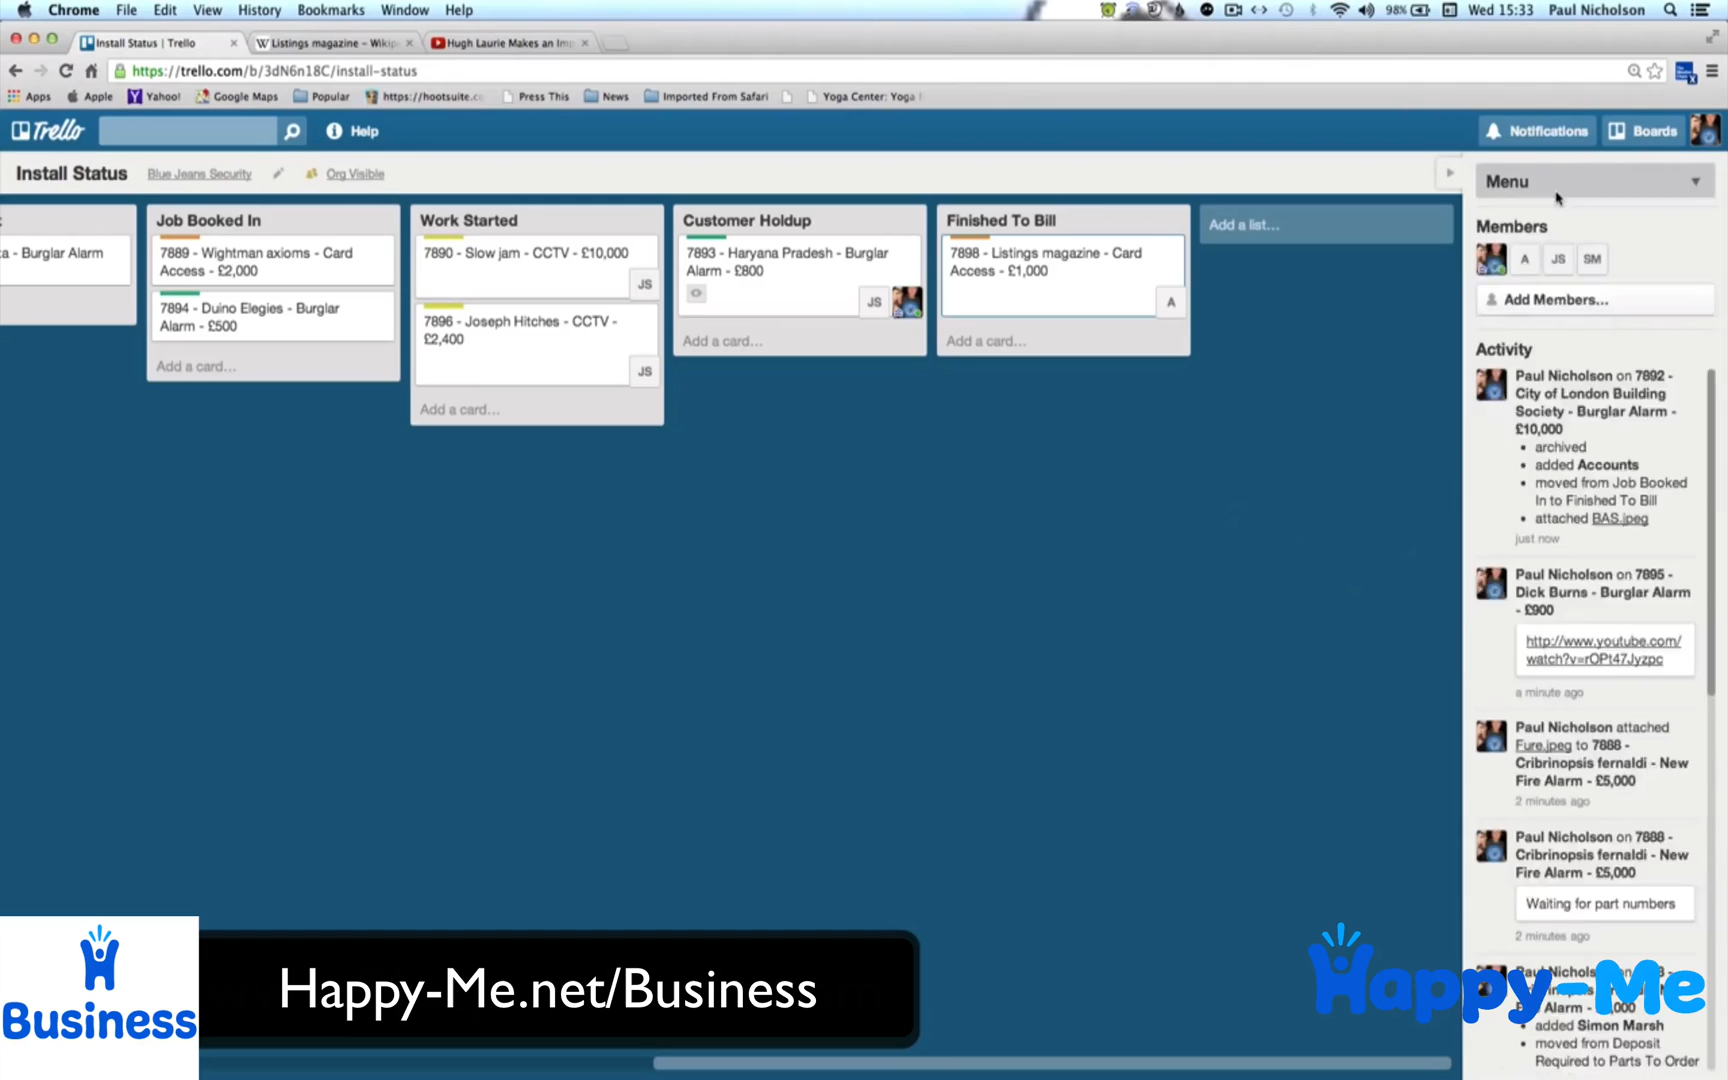 Chrome File Edit View History Bookmarks Window Help
98% Wed 15:33 Paul Nicholson
Install Status | Trello
Listings magazine – Wikip
Hugh Laurie Makes an Imp
https://trello.com/b/3dN6n18C/install-status
Apps Apple Yahoo! Google Maps Popular https://hootsuite.c Press This News Imported From Safari Yoga Center: Yoga
Trello Help Notifications Boards
Install Status Blue Jeans Security Org Visible
Job Booked In
7889 - Wightman axioms - Card
Access - £2,000
7894 - Duino Elegies - Burglar
Alarm - £500
Add a card...
a - Burglar Alarm
Work Started
7890 - Slow jam - CCTV - £10,000
JS
7896 - Joseph Hitches - CCTV -
£2,400
JS
Add a card...
Customer Holdup
7893 - Haryana Pradesh - Burglar
Alarm - £800
JS
Add a card...
Finished To Bill
7898 - Listings magazine - Card
Access - £1,000
A
Add a card...
Add a list...
Menu
Members
A JS SM
Add Members...
Activity
Paul Nicholson on 7892 -
City of London Building
Society - Burglar Alarm -
£10,000
archived
added Accounts
moved from Job Booked
In to Finished To Bill
attached BAS.jpeg
just now
Paul Nicholson on 7895 -
Dick Burns - Burglar Alarm
- £900
http://www.youtube.com/
watch?v=rOPt47Jyzpc
a minute ago
Paul Nicholson attached
Fure.jpeg to 7888 -
Cribrinopsis fernaldi - New
Fire Alarm - £5,000
2 minutes ago
Paul Nicholson on 7888 -
Cribrinopsis fernaldi - New
Fire Alarm - £5,000
Waiting for part numbers
2 minutes ago
added Simon Marsh
moved from Deposit
Required to Parts To Order
Business
Happy-Me.net/Business
Happy-Me